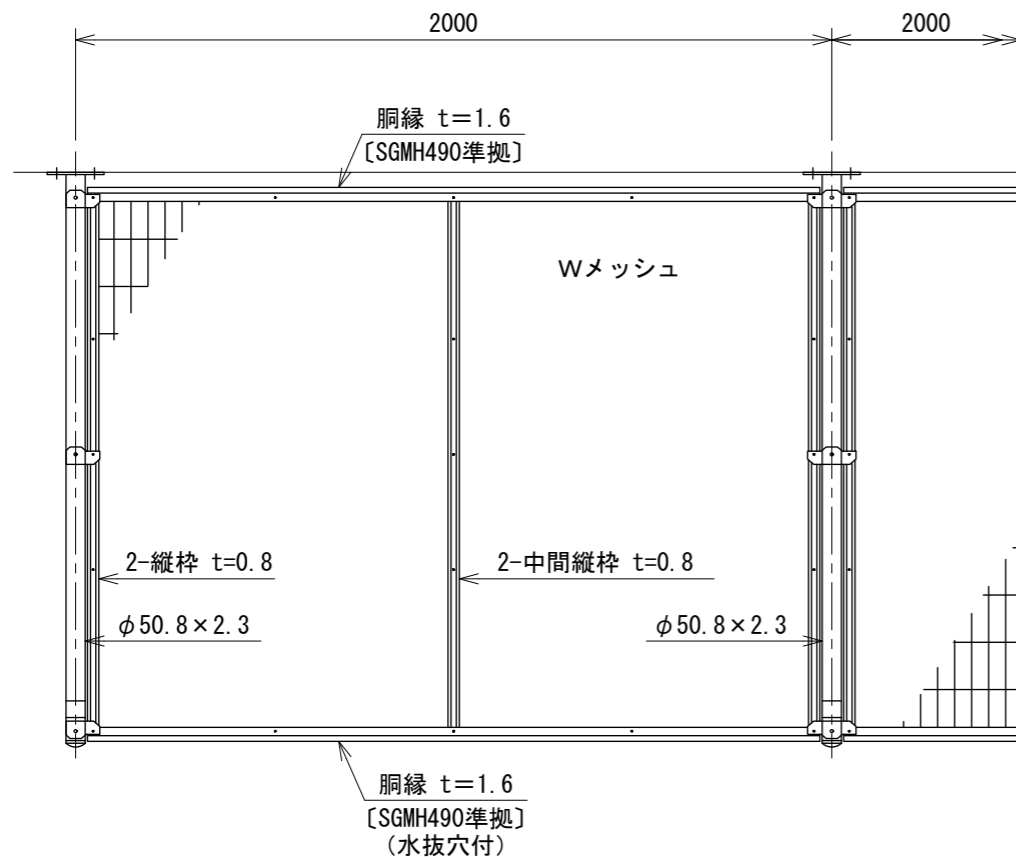 2000
2000
胴縁 t＝1.6
〔SGMH490準拠〕
Wメッシュ
2-縦枠 t=0.8
2-中間縦枠 t=0.8
φ50.8×2.3
φ50.8×2.3
胴縁 t＝1.6
〔SGMH490準拠〕
（水抜穴付）